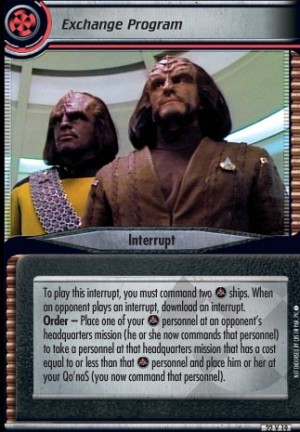 Exchange Program
Interrupt
To play this interrupt, you must command two ships. When
an opponent plays an interrupt, download an interrupt.
Order – Place one of your personnel at an opponent's
headquarters mission (he or she now commands that personnel)
to take a personnel at that headquarters mission that has a cost
equal to or less than that personnel and place him or her at
your Qo'noS (you now command that personnel).
22 V 19